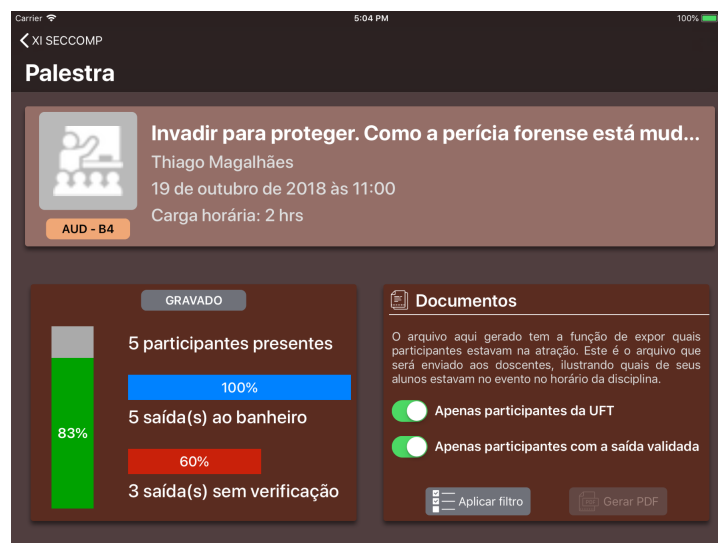 Carrier 5:04 PM 100%
XI SECCOMP
Palestra
Invadir para proteger. Como a perícia forense está mud...
Thiago Magalhães
19 de outubro de 2018 às 11:00
Carga horária: 2 hrs
AUD - B4
GRAVADO
5 participantes presentes
100%
5 saída(s) ao banheiro
83%
60%
3 saída(s) sem verificação
Documentos
O arquivo aqui gerado tem a função de expor quais
participantes estavam na atração. Este é o arquivo que
será enviado aos doscentes, ilustrando quais de seus
alunos estavam no evento no horário da disciplina.
Apenas participantes da UFT
Apenas participantes com a saída validada
Aplicar filtro
Gerar PDF